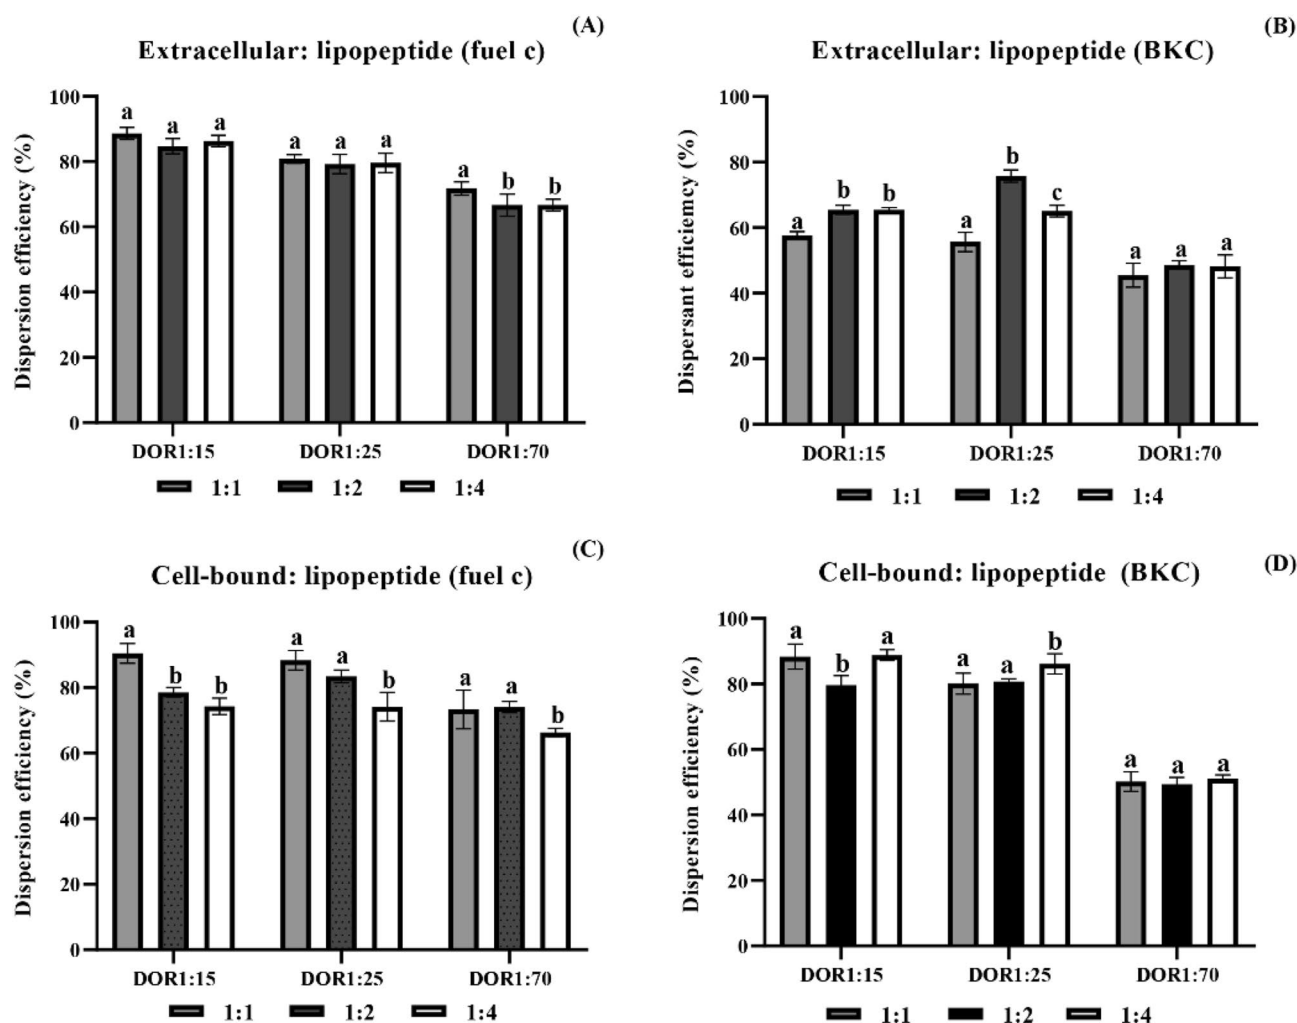 (A)
Extracellular: lipopeptide (fuel c)
Dispersion efficiency (%)
100
80
60
40
20
0
a a a a a a a b b
DOR1:15 DOR1:25 DOR1:70
1:1 1:2 1:4
(B)
Extracellular: lipopeptide (BKC)
Dispersant efficiemcy (%)
100
80
60
40
20
0
a b b a b c a a a
DOR1:15 DOR1:25 DOR1:70
1:1 1:2 1:4
(C)
Cell-bound: lipopeptide (fuel c)
Dispersion efficiency (%)
100
80
60
40
20
0
a b b a a b a a b
DOR1:15 DOR1:25 DOR1:70
1:1 1:2 1:4
(D)
Cell-bound: lipopeptide (BKC)
Dispersion efficiency (%)
100
80
60
40
20
0
a b a a a b a a a
DOR1:15 DOR1:25 DOR1:70
1:1 1:2 1:4